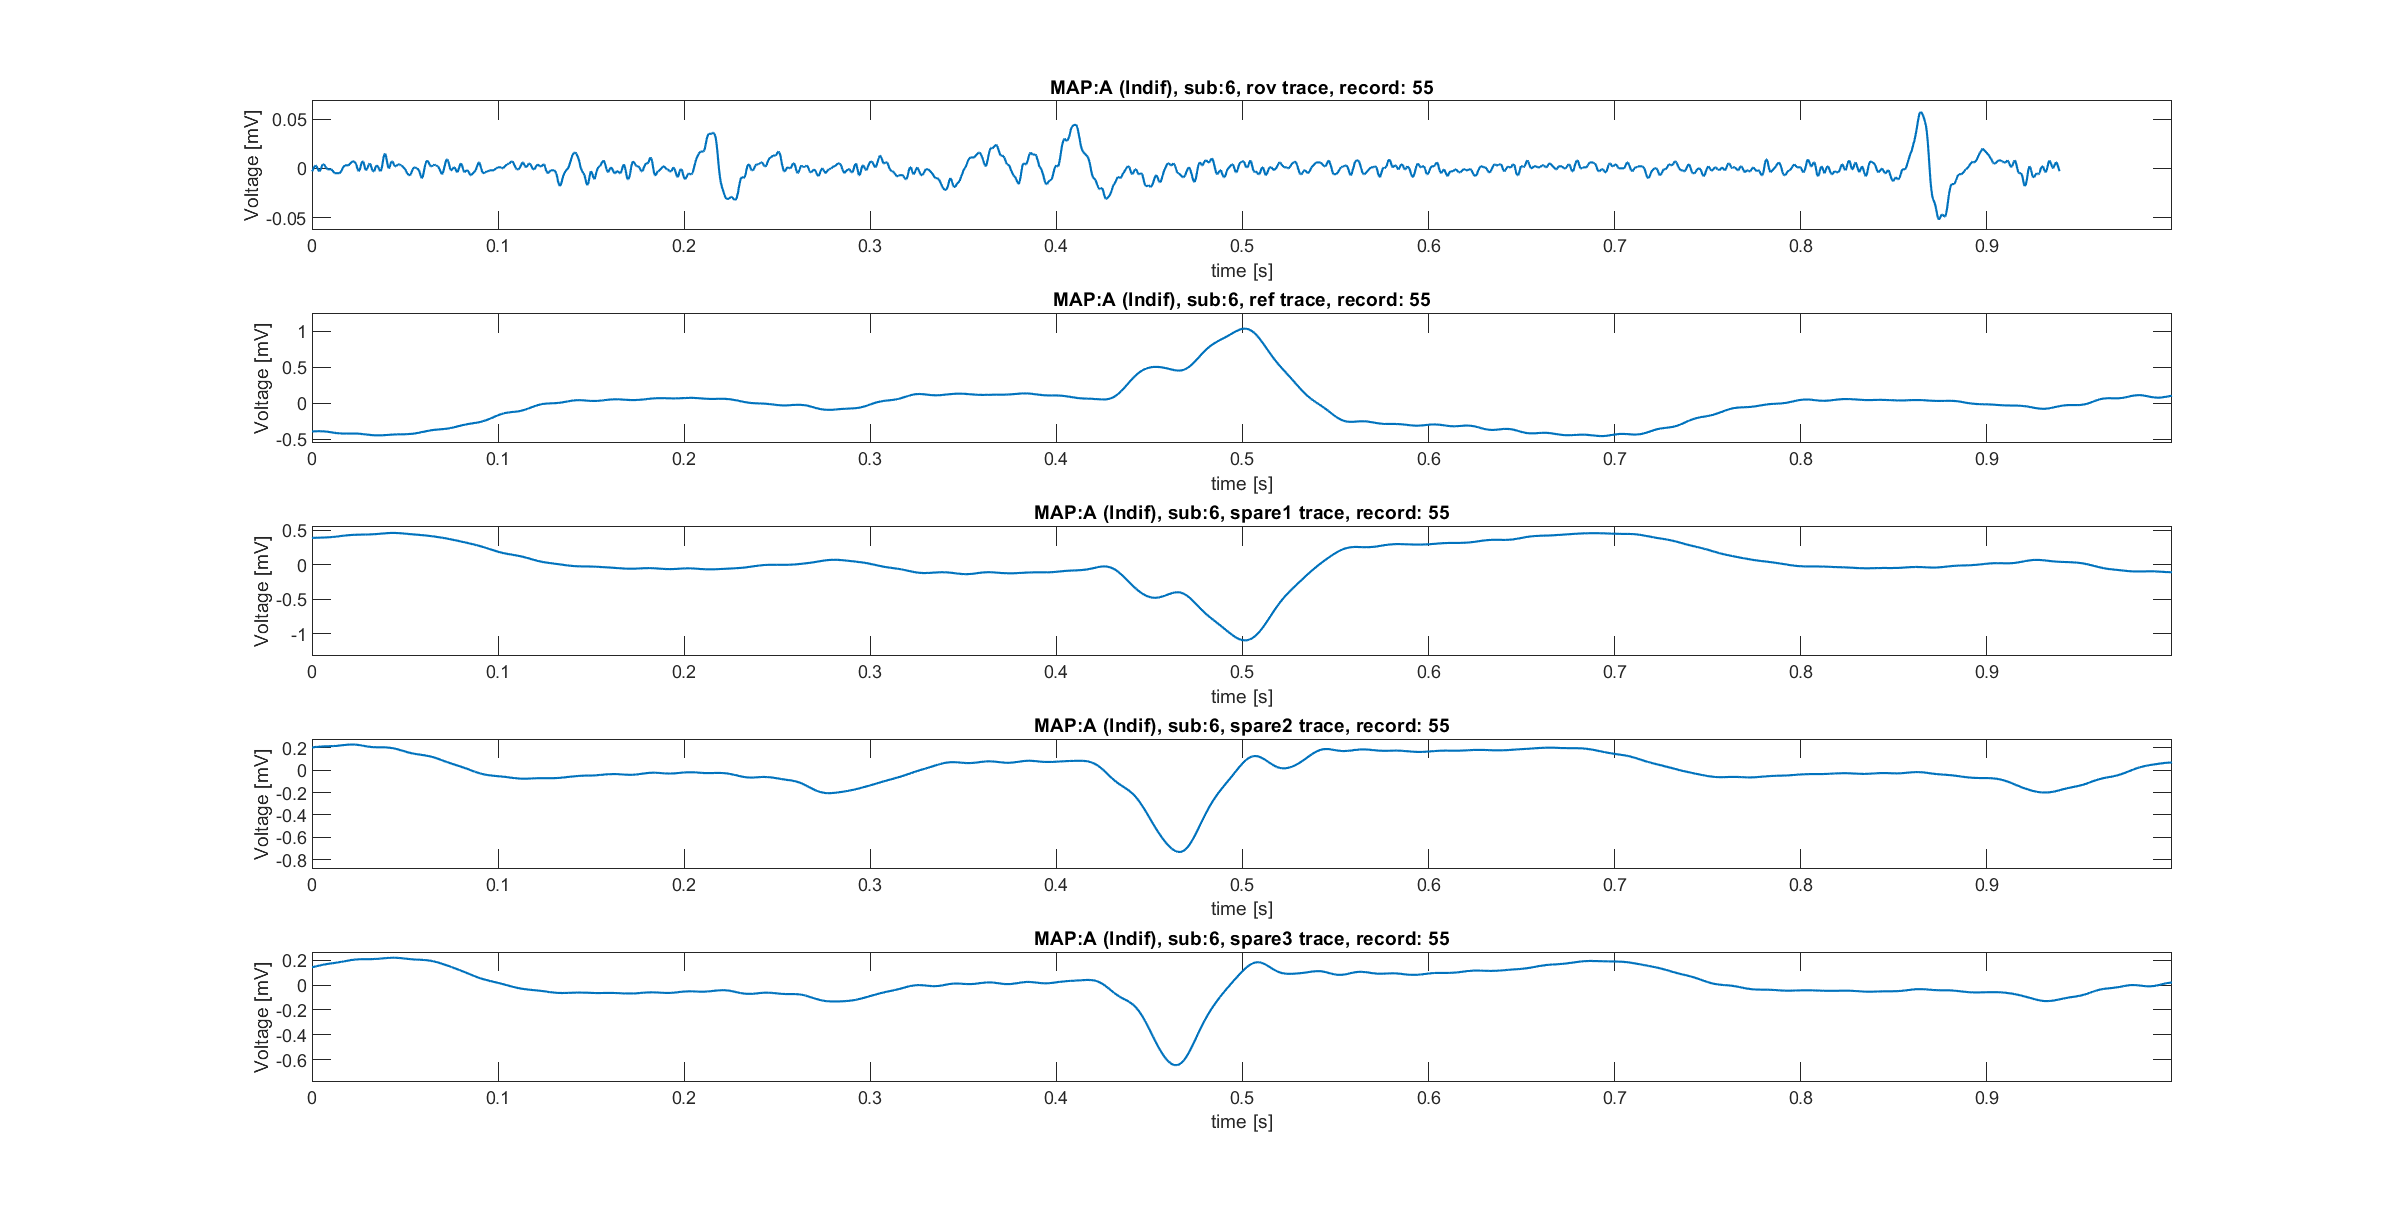 MAP:A (Indif), sub:6, rov trace, record: 55
Voltage [mV]
0.05
0
-0.05
0 0.1 0.2 0.3 0.4 0.5 0.6 0.7 0.8 0.9
time [s]
MAP:A (Indif), sub:6, ref trace, record: 55
Voltage [mV]
1
0.5
0
-0.5
0 0.1 0.2 0.3 0.4 0.5 0.6 0.7 0.8 0.9
time [s]
MAP:A (Indif), sub:6, spare1 trace, record: 55
Voltage [mV]
0.5
0
-0.5
-1
0 0.1 0.2 0.3 0.4 0.5 0.6 0.7 0.8 0.9
time [s]
MAP:A (Indif), sub:6, spare2 trace, record: 55
Voltage [mV]
0.2
0
-0.2
-0.4
-0.6
-0.8
0 0.1 0.2 0.3 0.4 0.5 0.6 0.7 0.8 0.9
time [s]
MAP:A (Indif), sub:6, spare3 trace, record: 55
Voltage [mV]
0.2
0
-0.2
-0.4
-0.6
0 0.1 0.2 0.3 0.4 0.5 0.6 0.7 0.8 0.9
time [s]